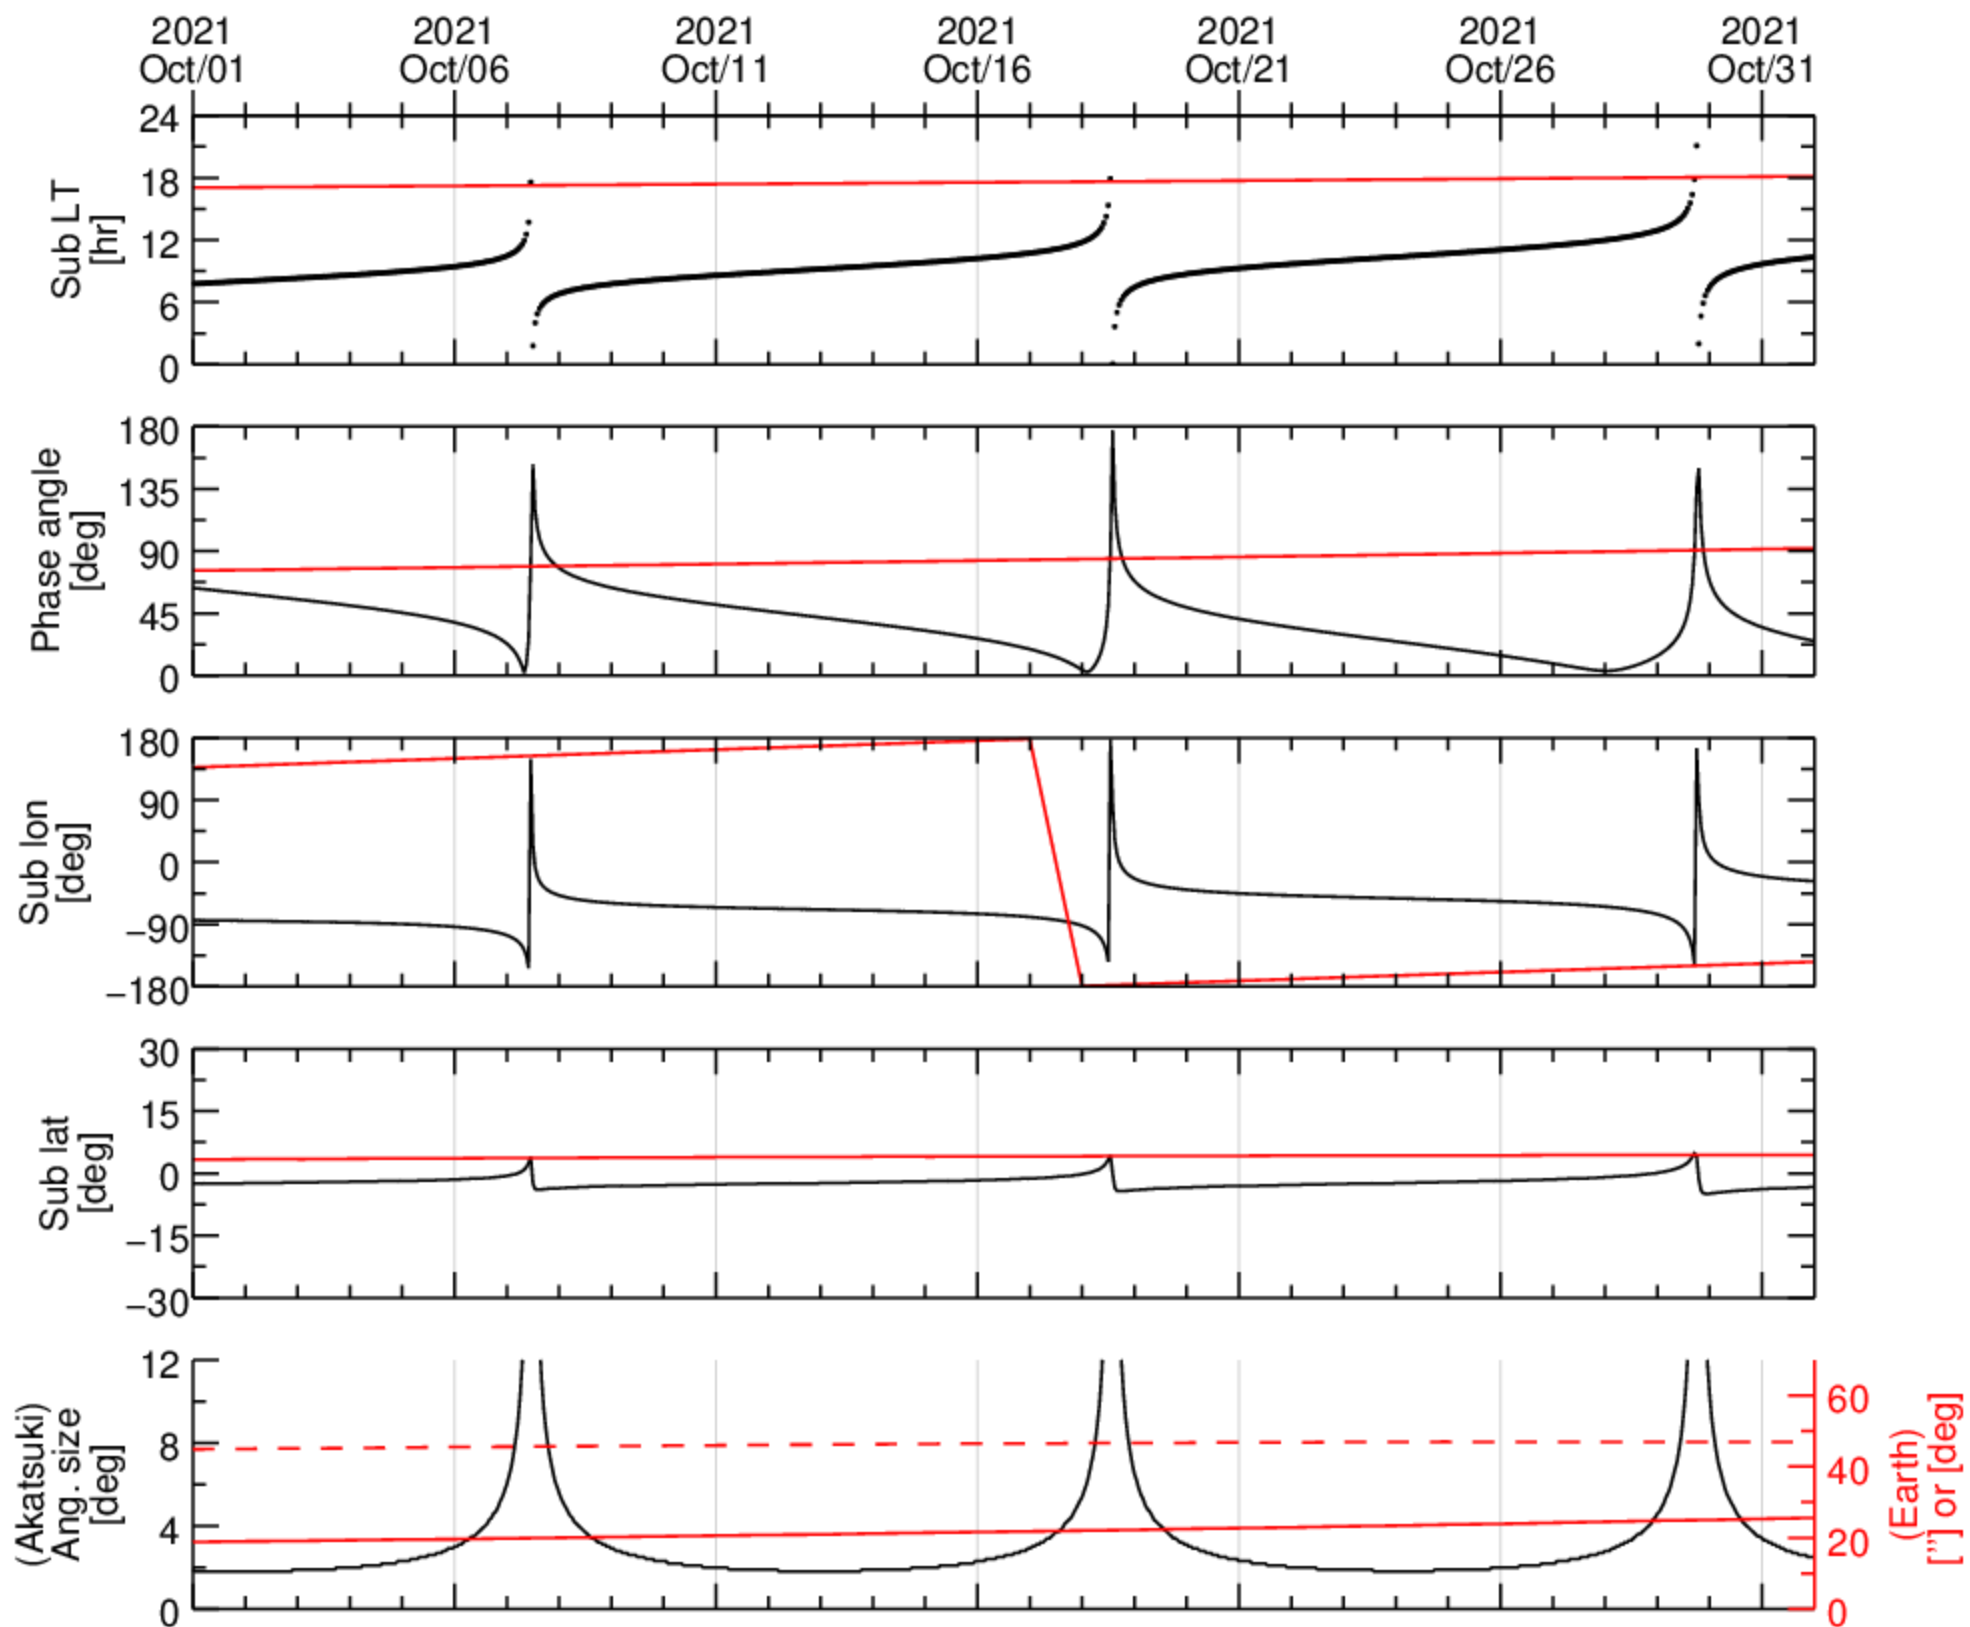 2021 2021 2021 2021 2021 2021 2021
Oct/01 Oct/06 Oct/11 Oct/16 Oct/21 Oct/26 Oct/31
Sub LT
[hr]
24
18
12
6
0
Phase angle
[deg]
180
135
90
45
0
Sub lon
[deg]
180
90
0
−90
−180
Sub lat
[deg]
30
15
0
−15
−30
(Akatsuki)
Ang. size
[deg]
12
8
4
0
60
40
20
0
(Earth)
["] or [deg]